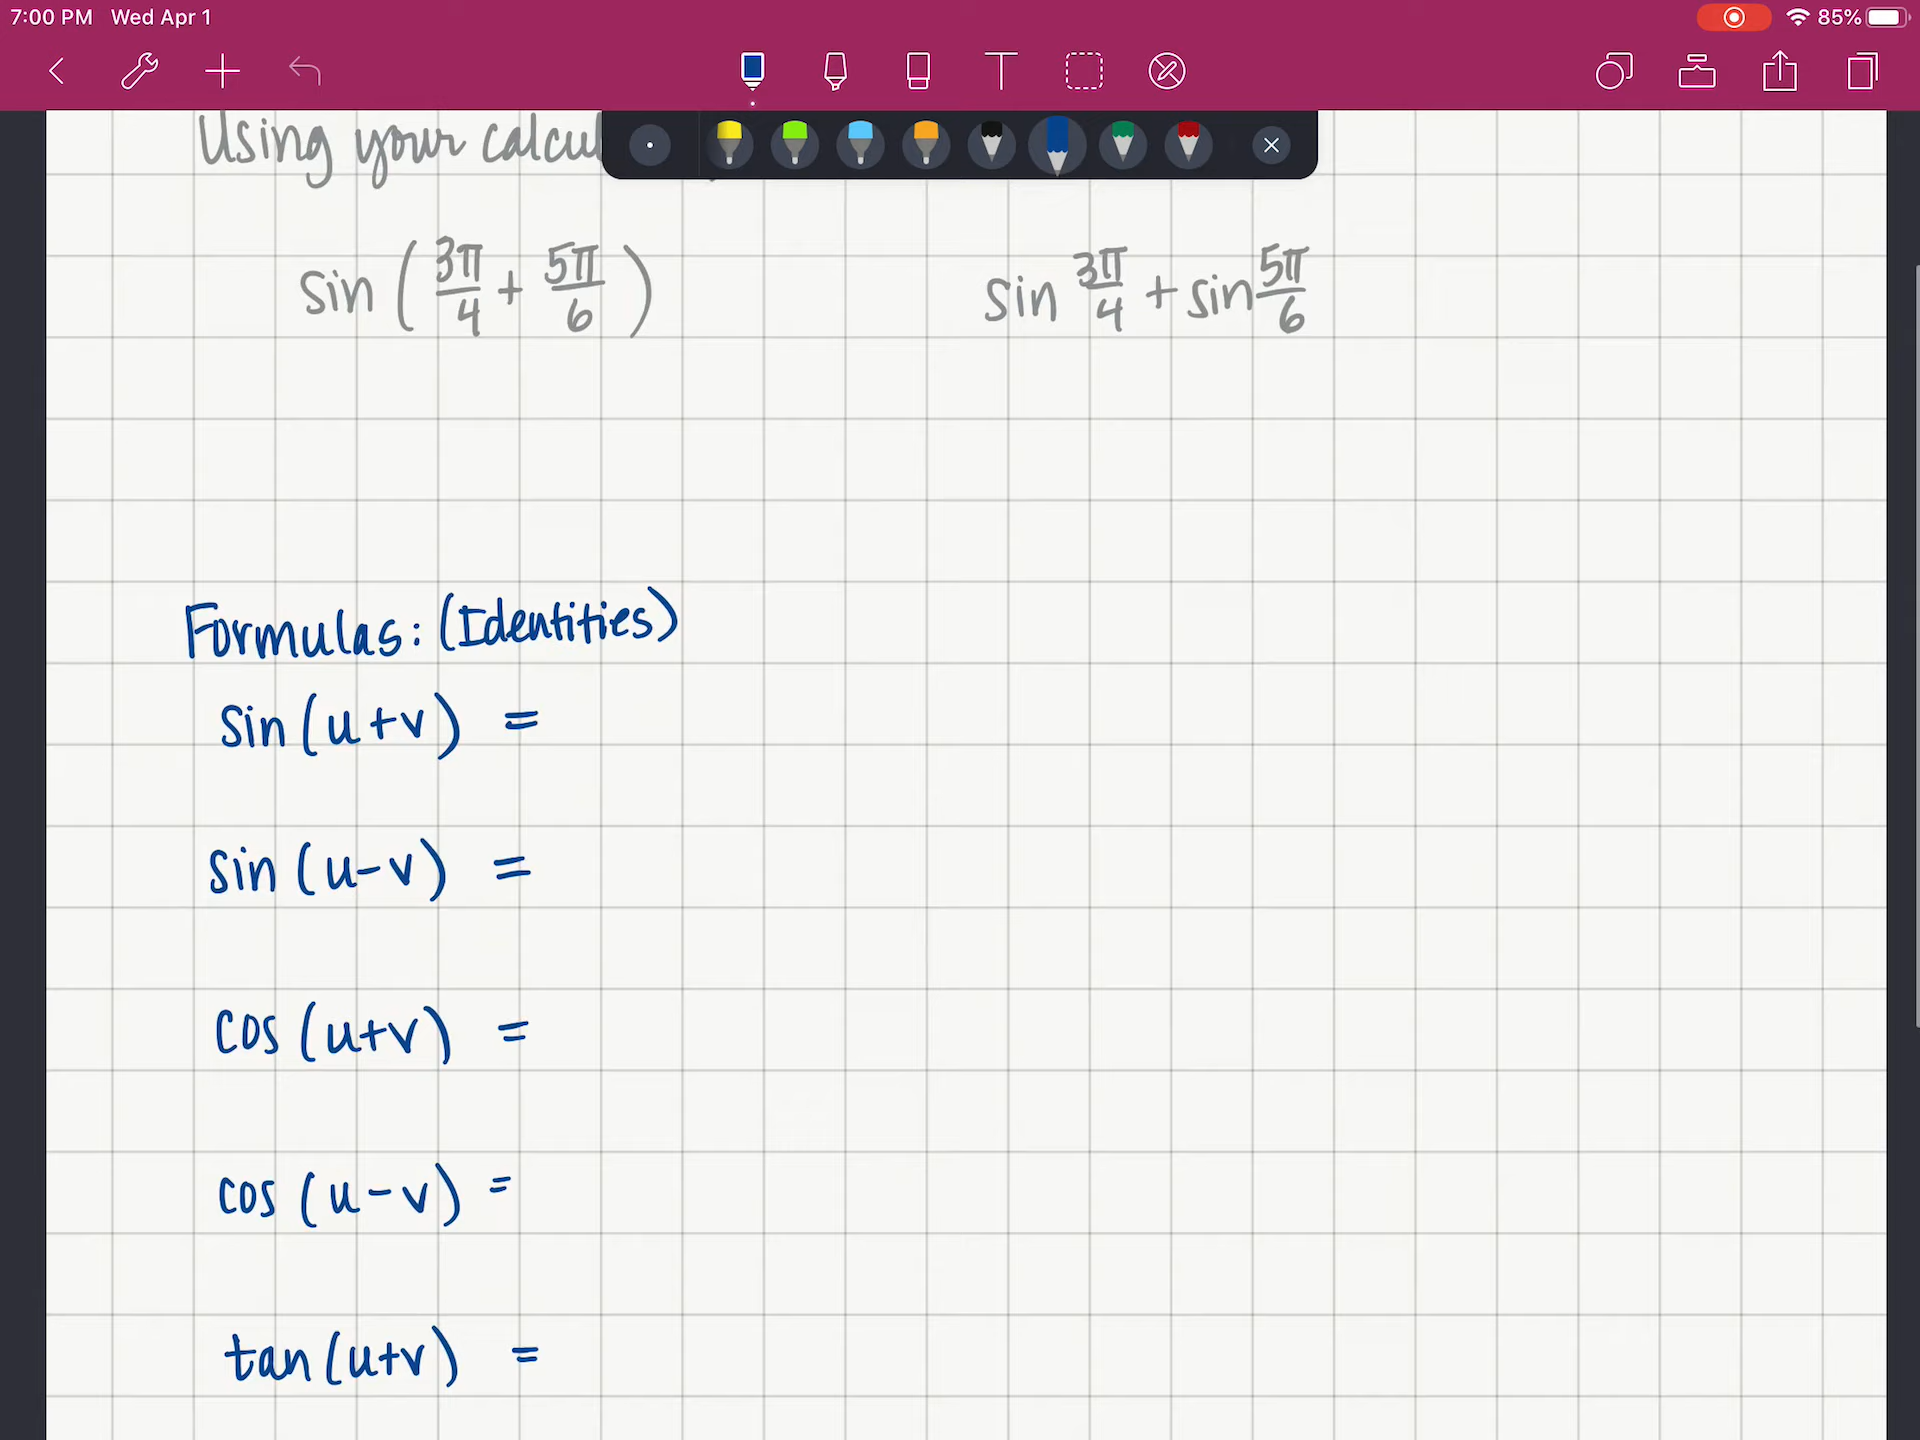 7:00 PM Wed Apr 1 85%
T
Using your calcu
sin ( 3π/4 + 5π/6 ) sin 3π/4 + sin 5π/6
Formulas: (Identities)
sin (u+v) =
sin (u-v) =
cos (u+v) =
cos (u-v) =
tan (u+v) =